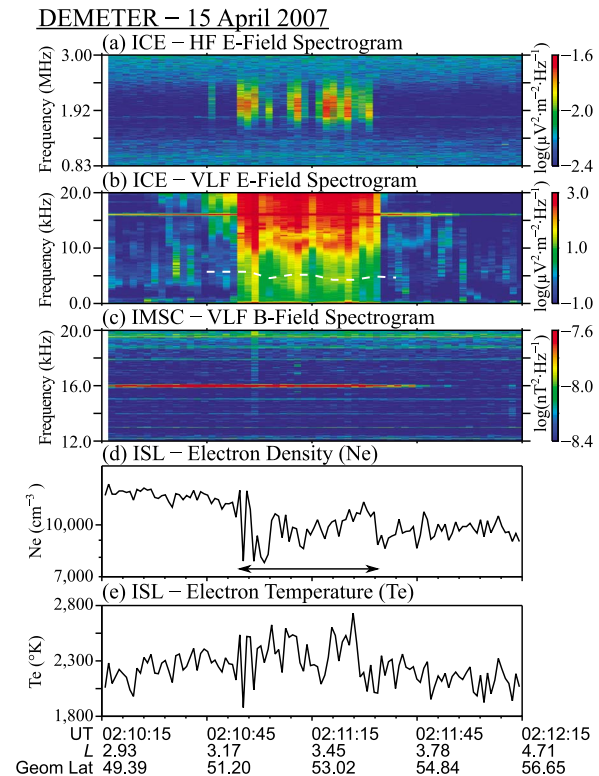 DEMETER – 15 April 2007
(a) ICE – HF E-Field Spectrogram
Frequency (MHz)
3.00
1.92
0.83
-1.6
-2.0
-2.4
log(μV²·m⁻²·Hz⁻¹)
(b) ICE – VLF E-Field Spectrogram
Frequency (kHz)
20.0
10.0
0.0
3.0
1.0
-1.0
log(μV²·m⁻²·Hz⁻¹)
(c) IMSC – VLF B-Field Spectrogram
Frequency (kHz)
20.0
16.0
12.0
-7.6
-8.0
-8.4
log(nT²·Hz⁻¹)
(d) ISL – Electron Density (Ne)
Ne (cm⁻³)
10,000
7,000
(e) ISL – Electron Temperature (Te)
Te (°K)
2,800
2,300
1,800
UT 02:10:15 02:10:45 02:11:15 02:11:45 02:12:15
L 2.93 3.17 3.45 3.78 4.71
Geom Lat 49.39 51.20 53.02 54.84 56.65